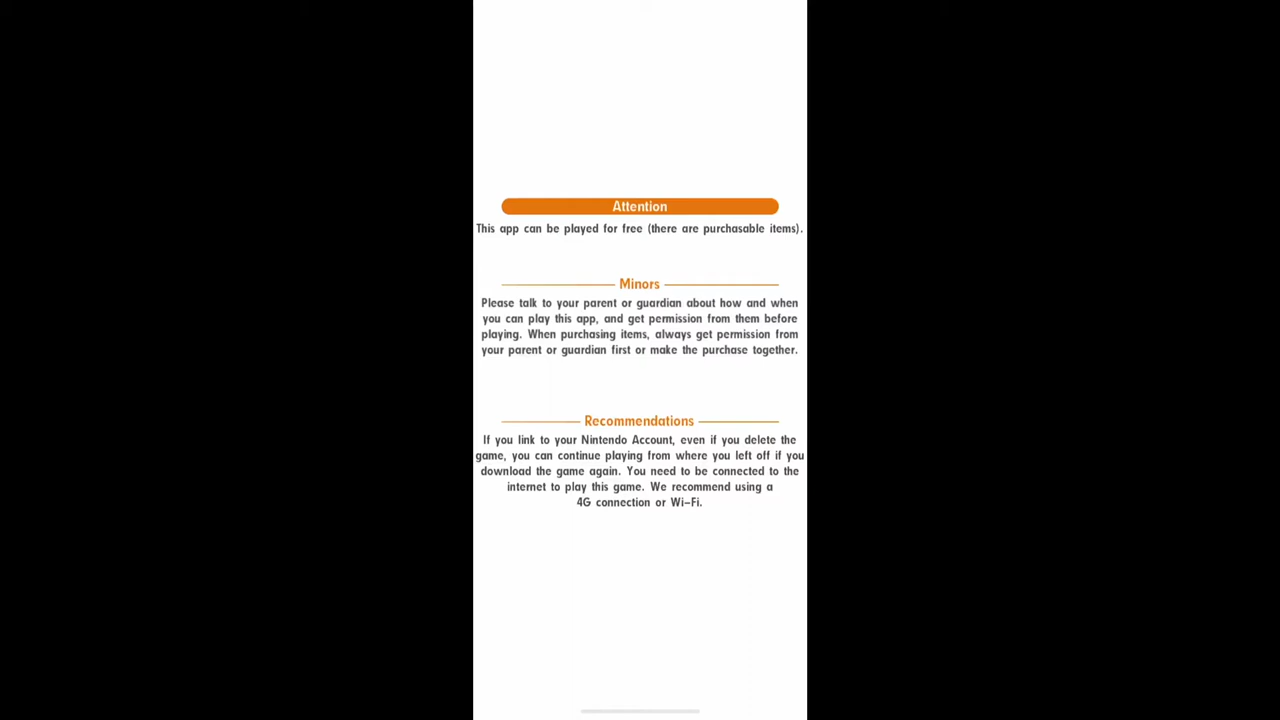 Attention
This app can be played for free (there are purchasable items).
Minors
Please talk to your parent or guardian about how and when
you can play this app, and get permission from them before
playing. When purchasing items, always get permission from
your parent or guardian first or make the purchase together.
Recommendations
If you link to your Nintendo Account, even if you delete the
game, you can continue playing from where you left off if you
download the game again. You need to be connected to the
internet to play this game. We recommend using a
4G connection or Wi-Fi.